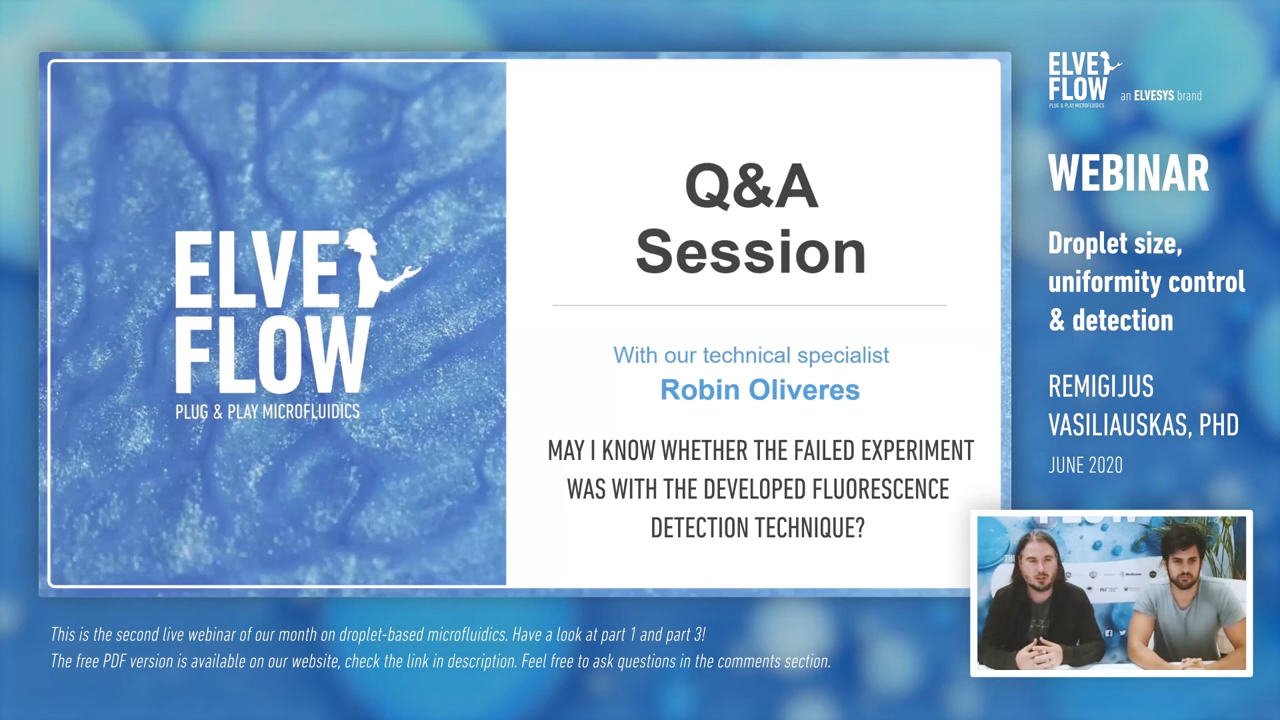 ELVE
FLOW
PLUG & PLAY MICROFLUIDICS
Q&A
Session
With our technical specialist
Robin Oliveres
MAY I KNOW WHETHER THE FAILED EXPERIMENT
WAS WITH THE DEVELOPED FLUORESCENCE
DETECTION TECHNIQUE?
ELVE
FLOW
PLUG & PLAY MICROFLUIDICS
an ELVESYS brand
WEBINAR
Droplet size,
uniformity control
& detection
REMIGIJUS
VASILIAUSKAS, PHD
JUNE 2020
This is the second live webinar of our month on droplet-based microfluidics. Have a look at part 1 and part 3!
The free PDF version is available on our website, check the link in description. Feel free to ask questions in the comments section.